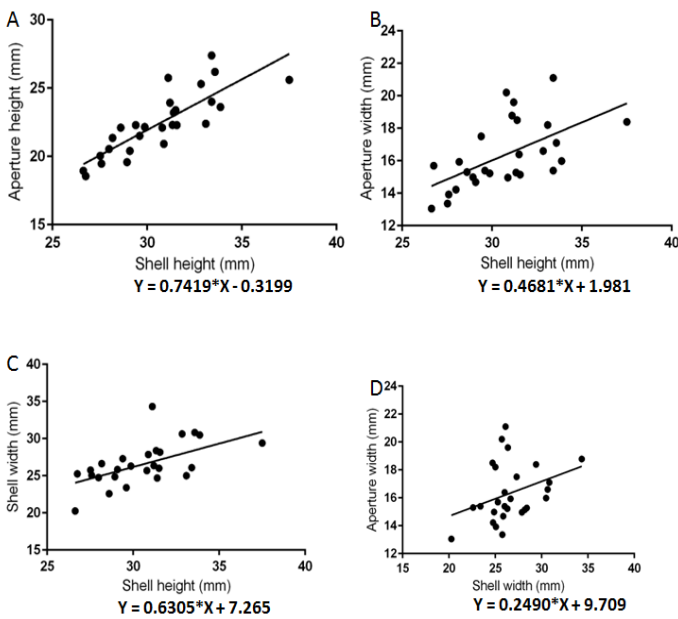 A
30
25
20
15
25
30
35
40
Aperture height (mm)
Shell height (mm)
Y = 0.7419*X - 0.3199
B
24
22
20
18
16
14
12
25
30
35
40
Aperture width (mm)
Shell height (mm)
Y = 0.4681*X + 1.981
C
40
35
30
25
20
15
25
30
35
40
Shell width (mm)
Shell height (mm)
Y = 0.6305*X + 7.265
D
24
22
20
18
16
14
12
15
20
25
30
35
40
Aperture width (mm)
Shell width (mm)
Y = 0.2490*X + 9.709